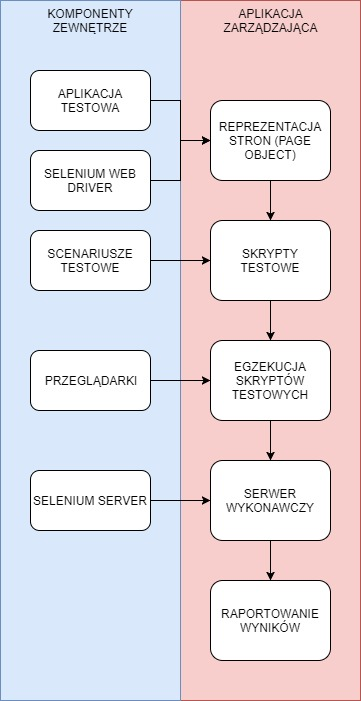 KOMPONENTY
ZEWNĘTRZE
APLIKACJA
ZARZĄDZAJĄCA
APLIKACJA
TESTOWA
SELENIUM WEB
DRIVER
REPREZENTACJA
STRON (PAGE
OBJECT)
SCENARIUSZE
TESTOWE
SKRYPTY
TESTOWE
PRZEGLĄDARKI
EGZEKUCJA
SKRYPTÓW
TESTOWYCH
SELENIUM SERVER
SERWER
WYKONAWCZY
RAPORTOWANIE
WYNIKÓW